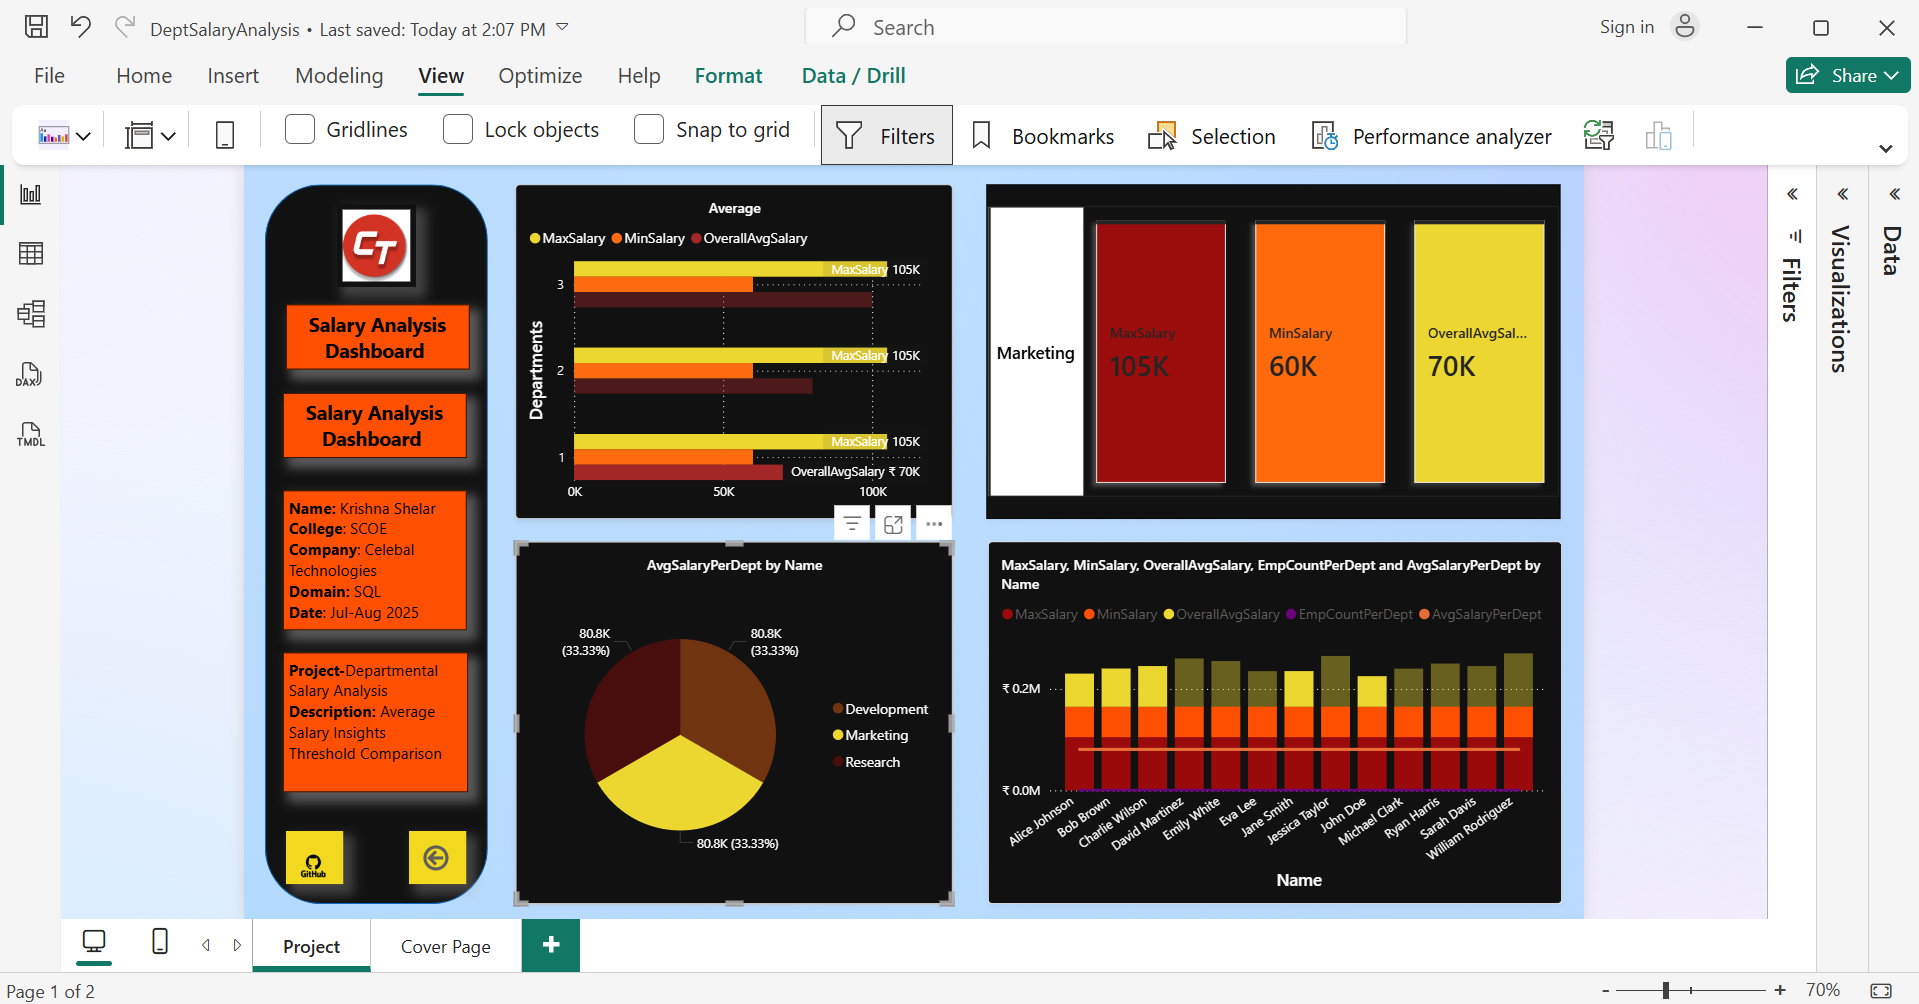 DeptSalaryAnalysis • Last saved: Today at 2:07 PM
Search
Sign in
File Home Insert Modeling View Optimize Help Format Data / Drill
Share
Gridlines Lock objects Snap to grid Filters Bookmarks Selection Performance analyzer
DAX
TMDL
CT
Salary Analysis
Dashboard
Salary Analysis
Dashboard
Name: Krishna Shelar
College: SCOE
Company: Celebal
Technologies
Domain: SQL
Date: Jul-Aug 2025
Project-Departmental
Salary Analysis
Description: Average
Salary Insights
Threshold Comparison
GitHub
Average
MaxSalary MinSalary OverallAvgSalary
Departments
3
MaxSalary 105K
2
MaxSalary 105K
1
MaxSalary 105K
OverallAvgSalary ₹ 70K
0K 50K 100K
Marketing
MaxSalary
105K
MinSalary
60K
OverallAvgSal...
70K
AvgSalaryPerDept by Name
80.8K
(33.33%)
80.8K
(33.33%)
80.8K (33.33%)
Development
Marketing
Research
MaxSalary, MinSalary, OverallAvgSalary, EmpCountPerDept and AvgSalaryPerDept by
Name
MaxSalary MinSalary OverallAvgSalary EmpCountPerDept AvgSalaryPerDept
₹ 0.2M
₹ 0.0M
Alice Johnson
Bob Brown
Charlie Wilson
David Martinez
Emily White
Eva Lee
Jane Smith
Jessica Taylor
John Doe
Michael Clark
Ryan Harris
Sarah Davis
William Rodriguez
Name
Filters
Visualizations
Data
Project
Cover Page
+
Page 1 of 2
- + 70%